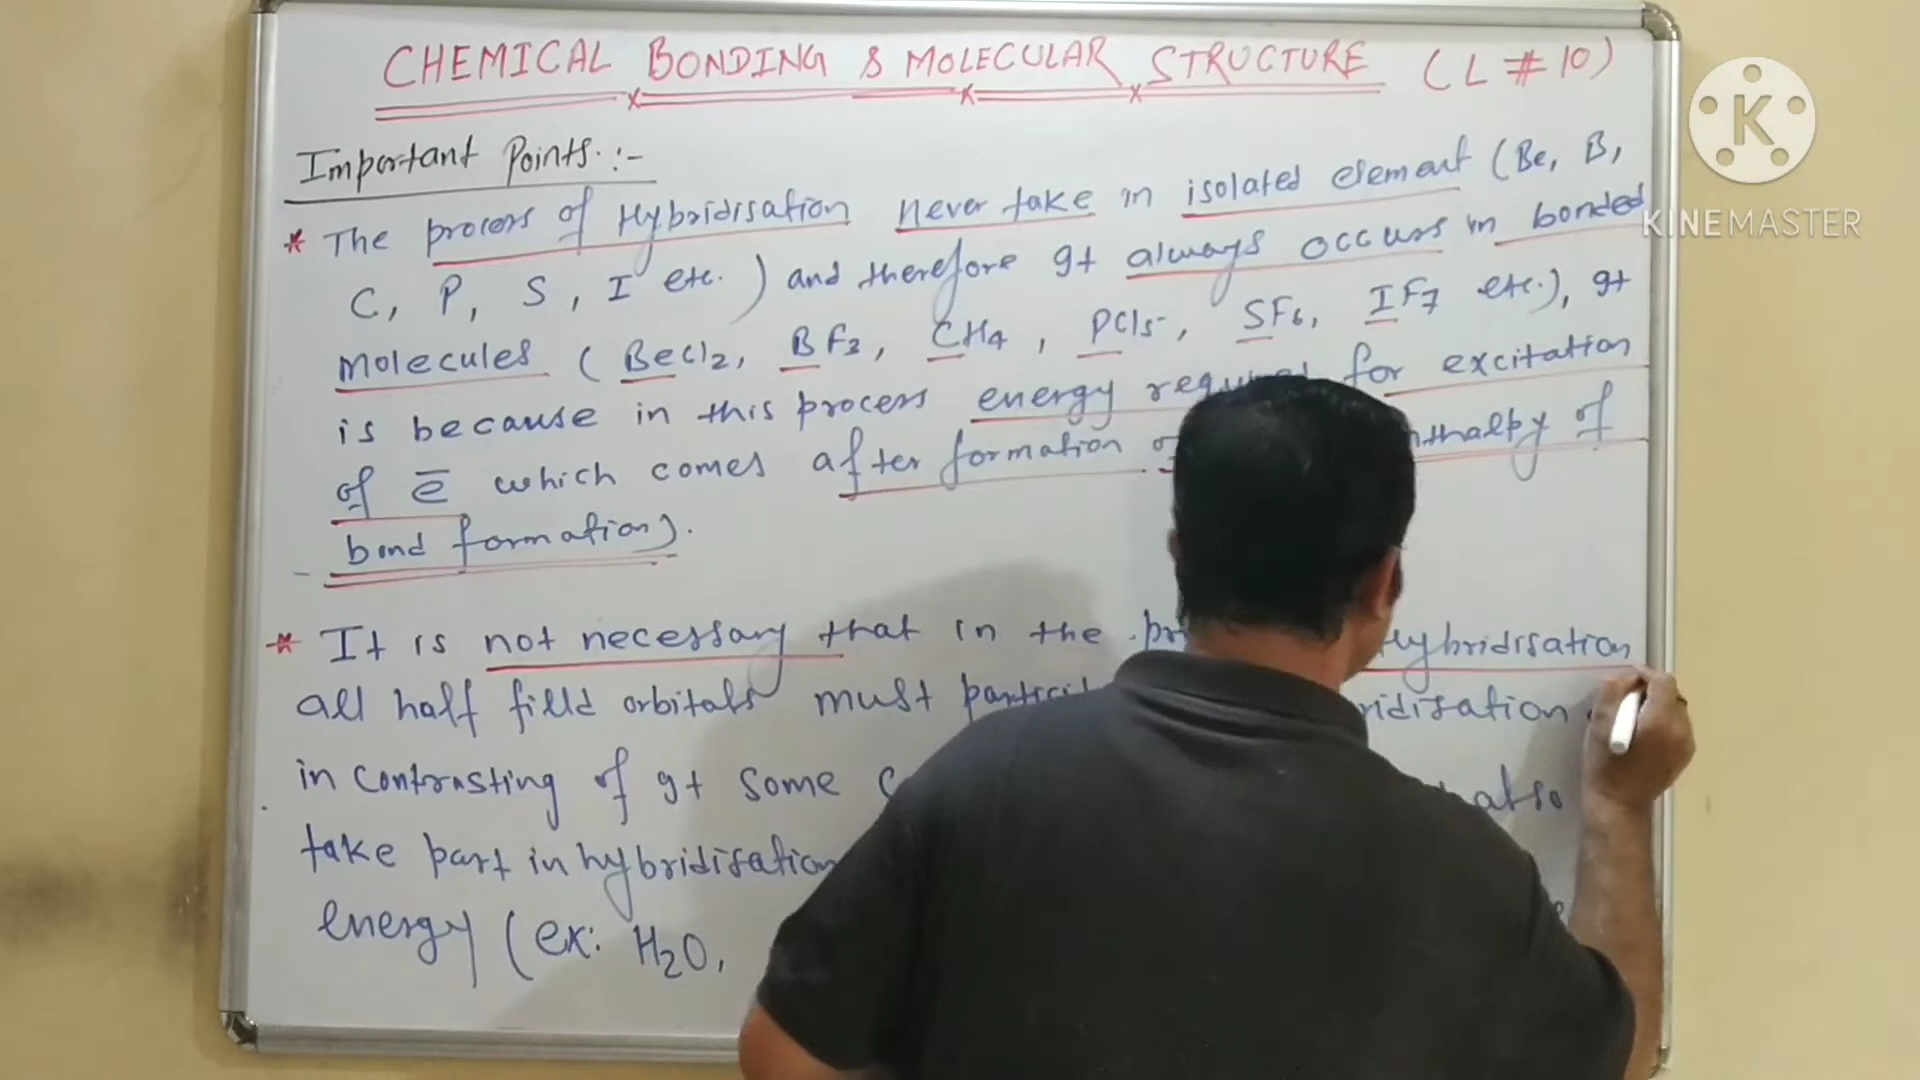 CHEMICAL BONDING & MOLECULAR STRUCTURE (L # 10)
Important Points :-
* The process of Hybridisation never take in isolated element (Be, B,
C, P, S, I etc.) and therefore It always occurs in bonded
molecules (BeCl2, BF3, CH4, PCl5, SF6, IF7 etc.), It
is because in this process energy required for excitation
of e̅ which comes after formation enthalpy of
bond formation).
* It is not necessary that in the Hybridisation
all half filld orbitals must
in contrasting of It some also
take part in hybridisation
energy (ex: H2O,
K
KINEMASTER